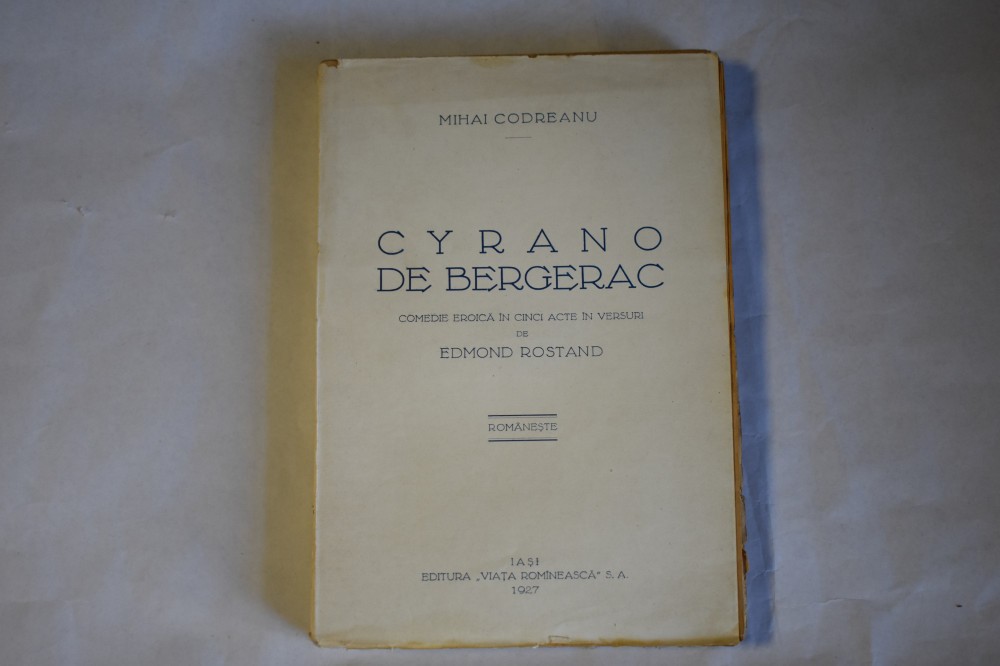 MIHAI CODREANU
CYRANO
DE BERGERAC
COMEDIE EROICĂ ÎN CINCI ACTE ÎN VERSURI
DE
EDMOND ROSTAND
ROMÂNEȘTE
IAȘI
EDITURA „VIAȚA ROMÎNEASCĂ” S. A.
1927